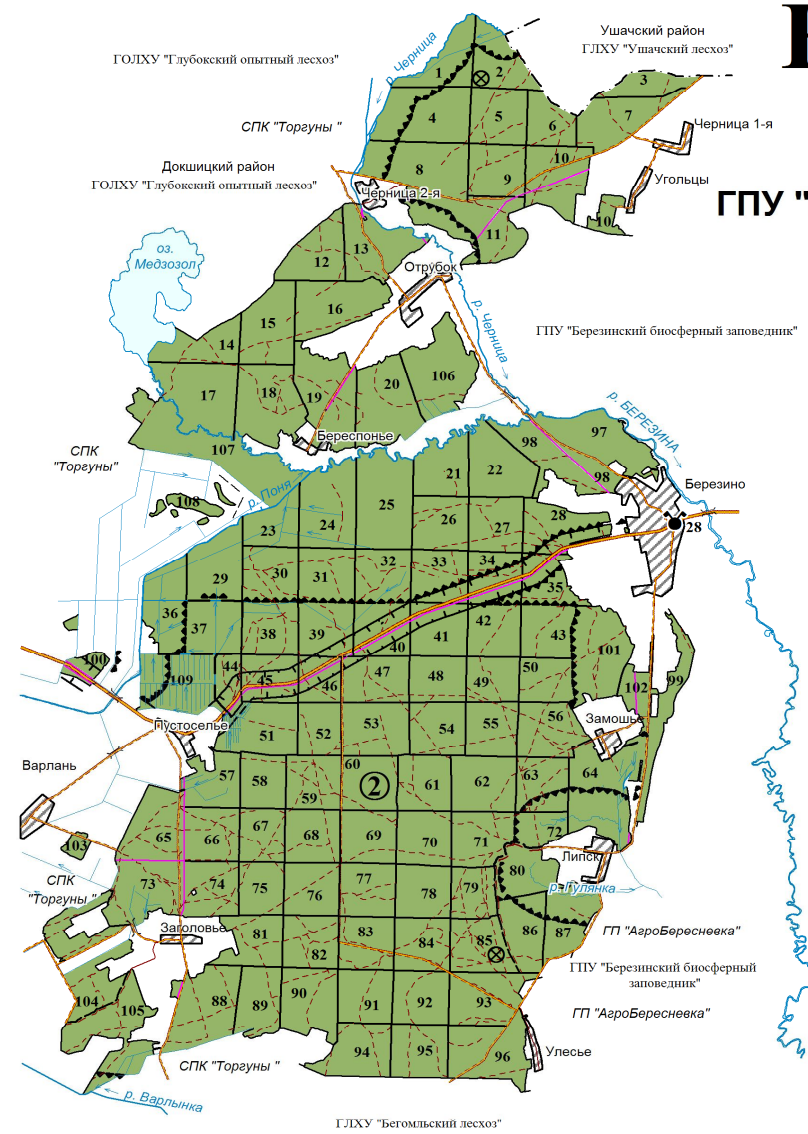 Ушачский район
ГЛХУ "Ушачский лесхоз"
ГОЛХУ "Глубокский опытный лесхоз"
р. Черница
1
2
3
СПК "Торгуны "
4
5
6
7
Черница 1-я
Докшицкий район
ГОЛХУ "Глубокский опытный лесхоз"
8
9
10
Угольцы
Черница 2-я
ГПУ "
10
11
оз.
Медзозол
12
13
Отрубок
р. Черница
14
15
16
ГПУ "Березинский биосферный заповедник"
17
18
19
20
106
р. БЕРЕЗИНА
Береспонье
СПК
"Торгуны"
107
98
97
98
Березино
108
р. Поня
21
22
23
24
25
26
27
28
28
29
30
31
32
33
34
35
36
37
38
39
40
41
42
43
101
100
109
44
45
46
47
48
49
50
102
99
Пустоселье
51
52
53
54
55
56
Замошье
Варлань
57
58
59
60
2
61
62
63
64
65
66
67
68
69
70
71
72
103
Липск
СПК
"Торгуны "
73
74
75
76
77
78
79
80
р. Гулянка
Заголовье
81
82
83
84
85
86
87
ГП "АгроБересневка"
ГПУ "Березинский биосферный
заповедник"
104
105
88
89
90
91
92
93
ГП "АгроБересневка"
94
95
96
Улесье
СПК "Торгуны "
р. Варлынка
ГЛХУ "Бегомльский лесхоз"